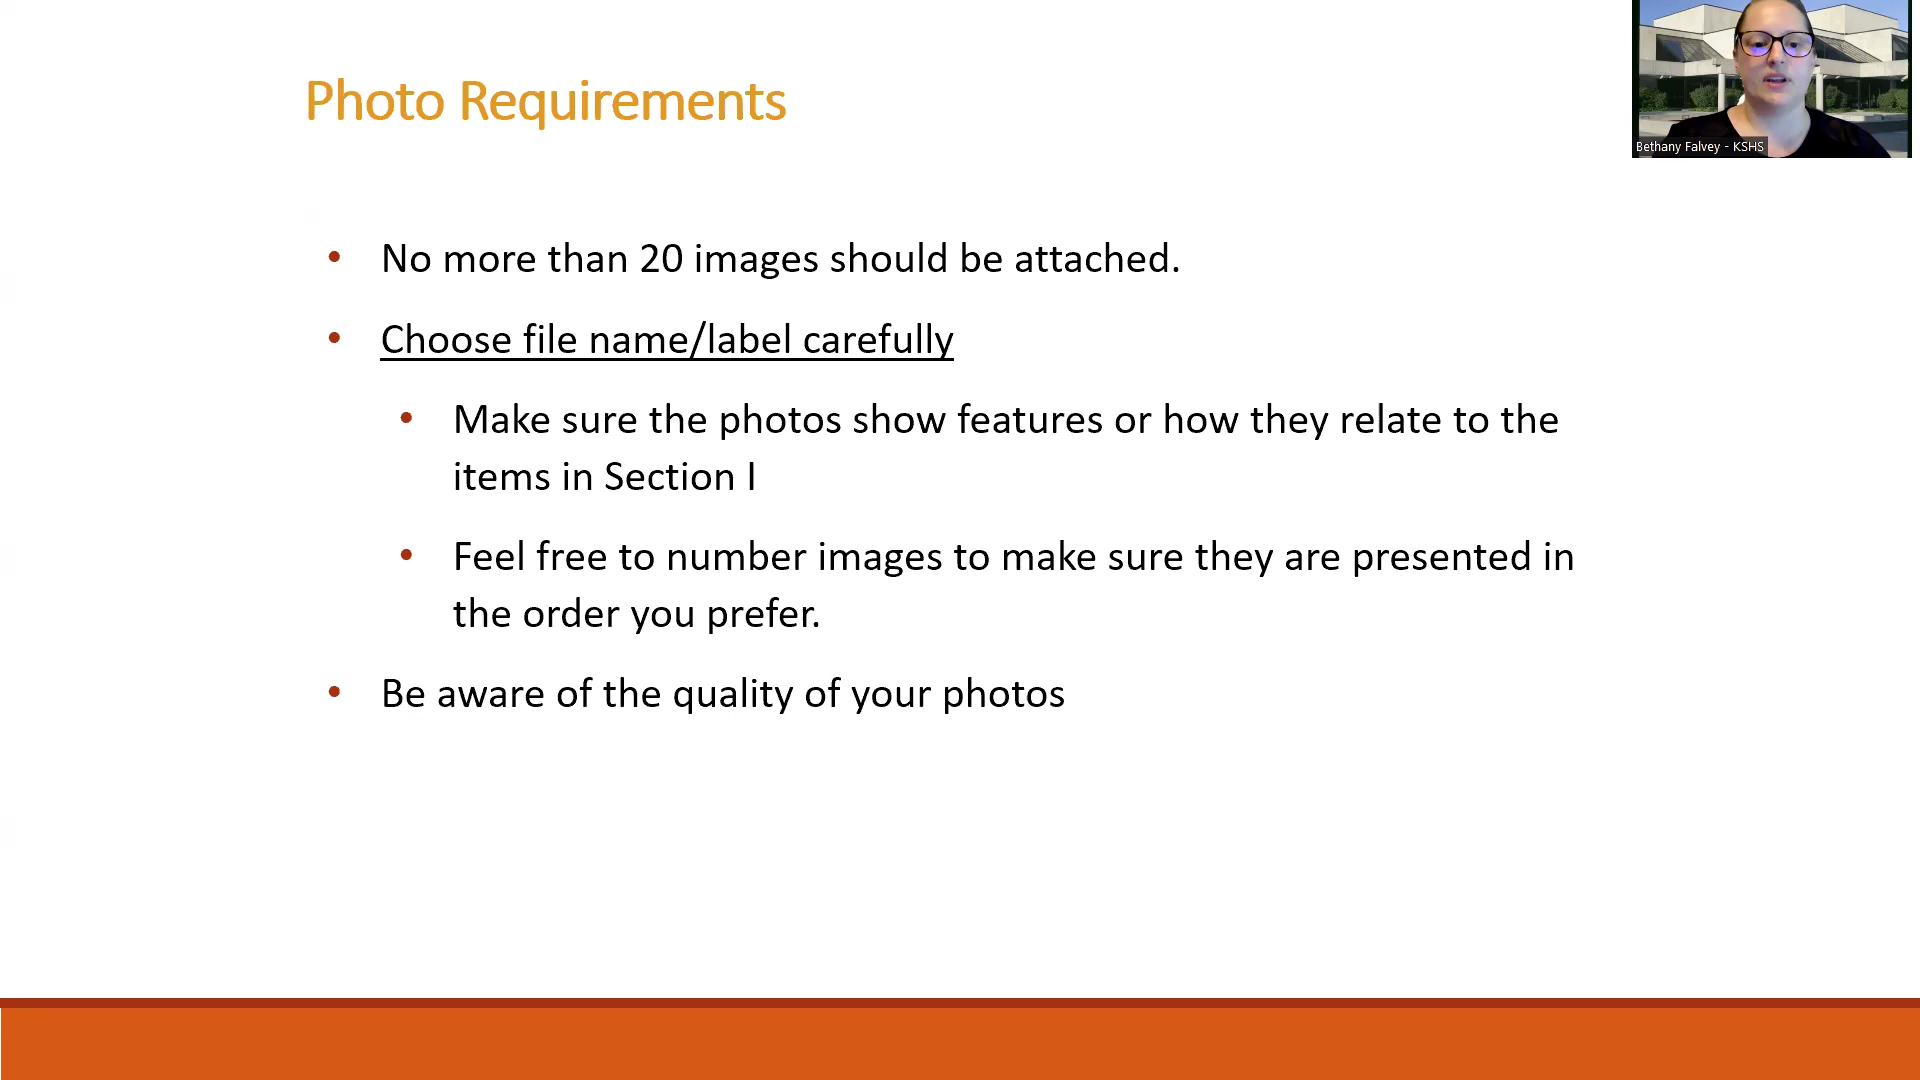 Photo Requirements
Bethany Falvey - KSHS
• No more than 20 images should be attached.
• Choose file name/label carefully
• Make sure the photos show features or how they relate to the
items in Section I
• Feel free to number images to make sure they are presented in
the order you prefer.
• Be aware of the quality of your photos